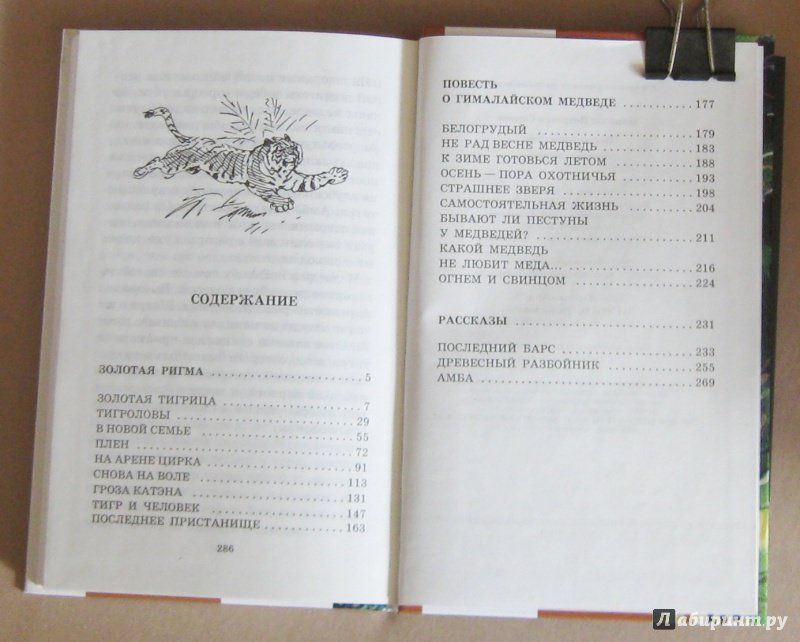 СОДЕРЖАНИЕ
ЗОЛОТАЯ РИГМА ........................ 5
ЗОЛОТАЯ ТИГРИЦА ..................... 7
ТИГРОЛОВЫ ........................... 29
В НОВОЙ СЕМЬЕ ....................... 55
ПЛЕН ................................ 72
НА АРЕНЕ ЦИРКА ...................... 91
СНОВА НА ВОЛЕ ....................... 113
ГРОЗА КАТЭНА ........................ 131
ТИГР И ЧЕЛОВЕК ...................... 147
ПОСЛЕДНЕЕ ПРИСТАНИЩЕ ............... 163
286
ПОВЕСТЬ
О ГИМАЛАЙСКОМ МЕДВЕДЕ .......... 177
БЕЛОГРУДЫЙ ......................... 179
НЕ РАД ВЕСНЕ МЕДВЕДЬ ............. 183
К ЗИМЕ ГОТОВЬСЯ ЛЕТОМ ........... 188
ОСЕНЬ — ПОРА ОХОТНИЧЬЯ ......... 193
СТРАШНЕЕ ЗВЕРЯ ................... 198
САМОСТОЯТЕЛЬНАЯ ЖИЗНЬ ......... 204
БЫВАЮТ ЛИ ПЕСТУНЫ
У МЕДВЕДЕЙ? ....................... 211
КАКОЙ МЕДВЕДЬ
НЕ ЛЮБИТ МЕДА... ................. 216
ОГНЕМ И СВИНЦОМ ................. 224
РАССКАЗЫ .......................... 231
ПОСЛЕДНИЙ БАРС ................... 233
ДРЕВЕСНЫЙ РАЗБОЙНИК ............ 255
АМБА ............................... 269
Лабиринт.ру